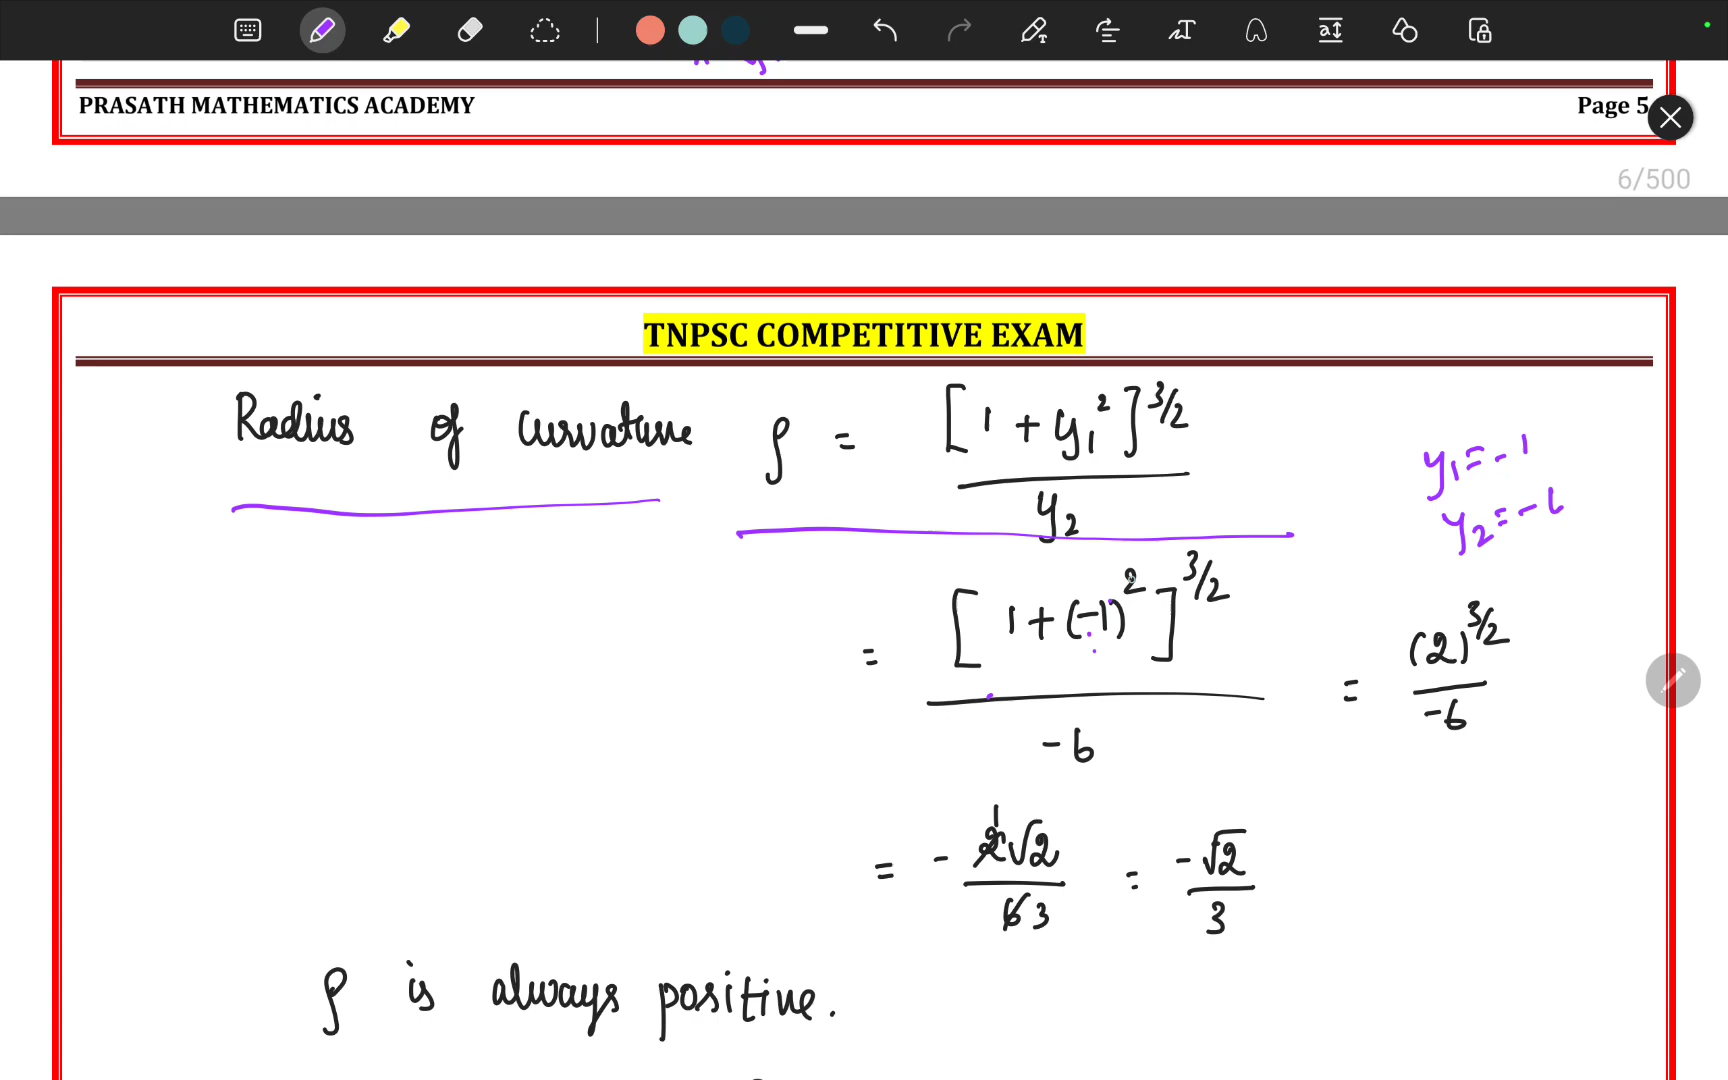 PRASATH MATHEMATICS ACADEMY Page 5
6/500
TNPSC COMPETITIVE EXAM
Radius of curvature ρ = [1 + y₁²]^3/2 / y₂
y₁ = -1
y₂ = -6
= [1 + (-1)²]^3/2 / -6 = (2)^3/2 / -6
= - 2√2 / 6 1 3 = -√2 / 3
ρ is always positive.